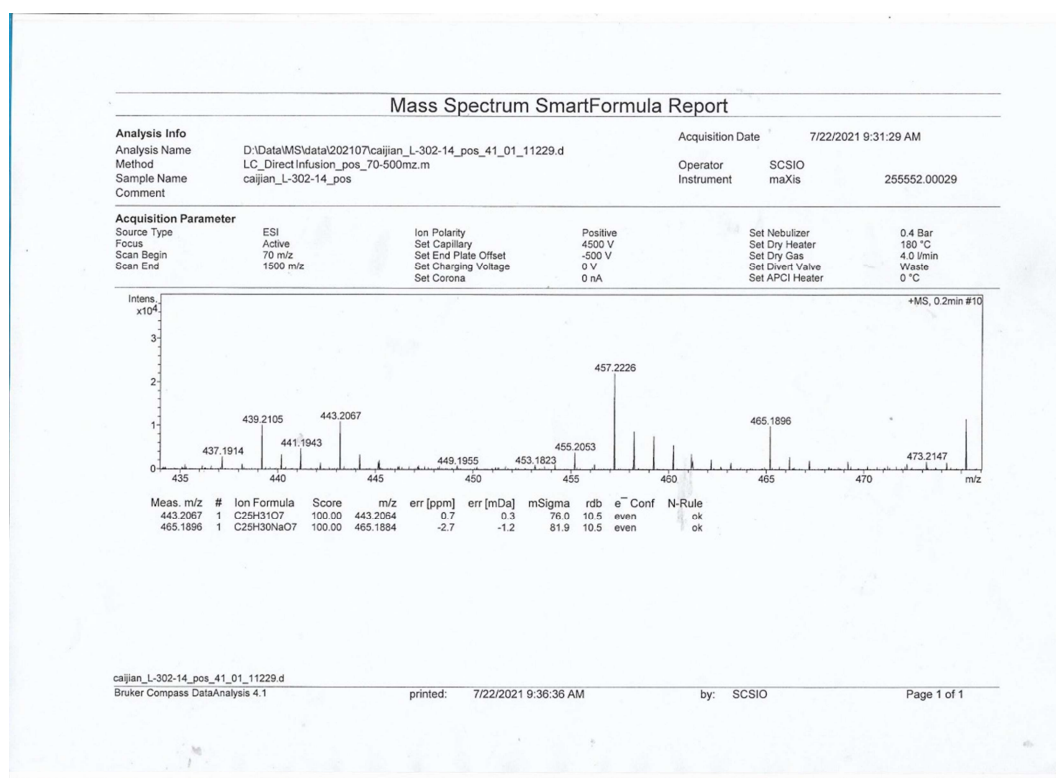 Mass Spectrum SmartFormula Report
Analysis Info
Acquisition Date 7/22/2021 9:31:29 AM
Analysis Name D:\Data\MS\data\202107\caijian_L-302-14_pos_41_01_11229.d
Method LC_Direct Infusion_pos_70-500mz.m
Operator SCSIO
Sample Name caijian_L-302-14_pos
Instrument maXis 255552.00029
Comment
Acquisition Parameter
Source Type ESI Ion Polarity Positive Set Nebulizer 0.4 Bar
Focus Active Set Capillary 4500 V Set Dry Heater 180 °C
Scan Begin 70 m/z Set End Plate Offset -500 V Set Dry Gas 4.0 l/min
Scan End 1500 m/z Set Charging Voltage 0 V Set Divert Valve Waste
Set Corona 0 nA Set APCI Heater 0 °C
Intens.
x104
+MS, 0.2min #10
3
2
1
0
457.2226
439.2105
443.2067
465.1896
437.1914
441.1943
449.1955
453.1823
455.2053
473.2147
435 440 445 450 455 460 465 470 m/z
Meas. m/z # Ion Formula Score m/z err [ppm] err [mDa] mSigma rdb e¯ Conf N-Rule
443.2067 1 C25H31O7 100.00 443.2064 0.7 0.3 76.0 10.5 even ok
465.1896 1 C25H30NaO7 100.00 465.1884 -2.7 -1.2 81.9 10.5 even ok
caijian_L-302-14_pos_41_01_11229.d
Bruker Compass DataAnalysis 4.1 printed: 7/22/2021 9:36:36 AM by: SCSIO Page 1 of 1